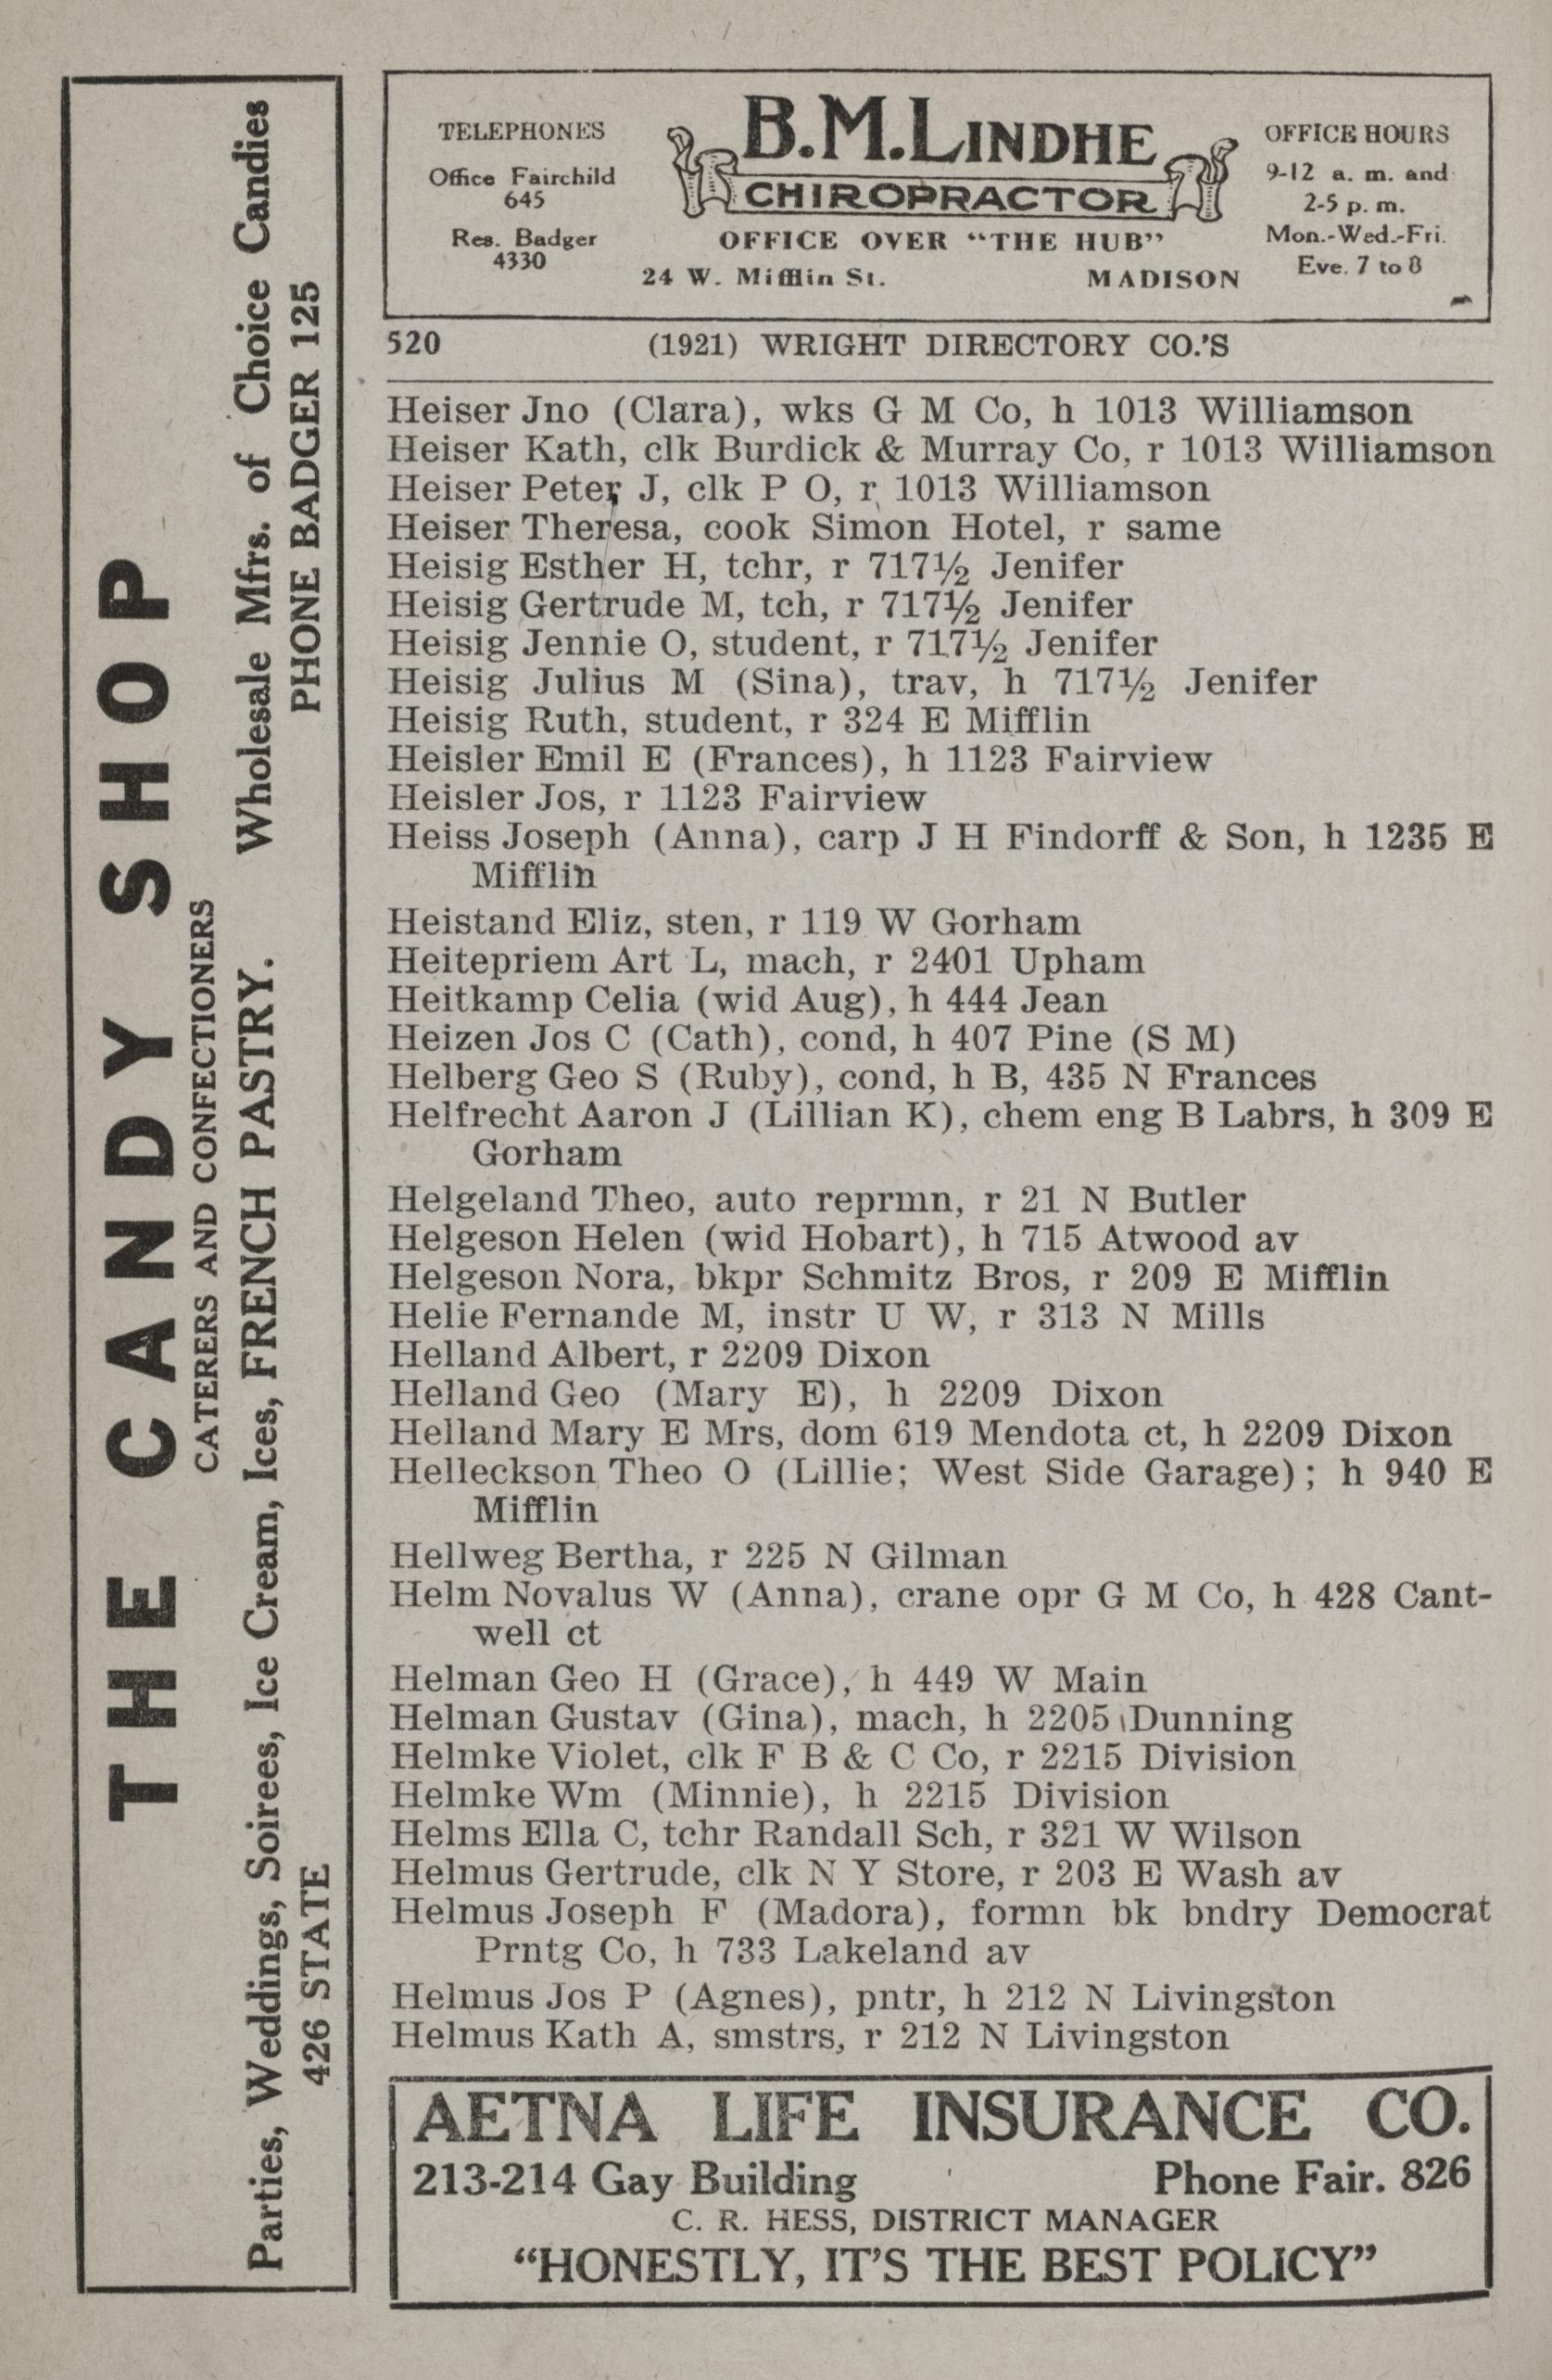 THE CANDY SHOP
CATERERS AND CONFECTIONERS
Parties, Weddings, Soirees, Ice Cream, Ices, FRENCH PASTRY. Wholesale Mfrs. of Choice Candies
426 STATE PHONE BADGER 125
TELEPHONES
Office Fairchild
645
Res. Badger
4330
B.M. LINDHE
CHIROPRACTOR
OFFICE OVER "THE HUB"
24 W. Mifflin St. MADISON
OFFICE HOURS
9-12 a. m. and
2-5 p. m.
Mon.-Wed.-Fri.
Eve. 7 to 8
520 (1921) WRIGHT DIRECTORY CO.'S
Heiser Jno (Clara), wks G M Co, h 1013 Williamson
Heiser Kath, clk Burdick & Murray Co, r 1013 Williamson
Heiser Peter J, clk P O, r 1013 Williamson
Heiser Theresa, cook Simon Hotel, r same
Heisig Esther H, tchr, r 717½ Jenifer
Heisig Gertrude M, tch, r 717½ Jenifer
Heisig Jennie O, student, r 717½ Jenifer
Heisig Julius M (Sina), trav, h 717½ Jenifer
Heisig Ruth, student, r 324 E Mifflin
Heisler Emil E (Frances), h 1123 Fairview
Heisler Jos, r 1123 Fairview
Heiss Joseph (Anna), carp J H Findorff & Son, h 1235 E
Mifflin
Heistand Eliz, sten, r 119 W Gorham
Heitepriem Art L, mach, r 2401 Upham
Heitkamp Celia (wid Aug), h 444 Jean
Heizen Jos C (Cath), cond, h 407 Pine (S M)
Helberg Geo S (Ruby), cond, h B, 435 N Frances
Helfrecht Aaron J (Lillian K), chem eng B Labrs, h 309 E
Gorham
Helgeland Theo, auto reprmn, r 21 N Butler
Helgeson Helen (wid Hobart), h 715 Atwood av
Helgeson Nora, bkpr Schmitz Bros, r 209 E Mifflin
Helie Fernande M, instr U W, r 313 N Mills
Helland Albert, r 2209 Dixon
Helland Geo (Mary E), h 2209 Dixon
Helland Mary E Mrs, dom 619 Mendota ct, h 2209 Dixon
Helleckson Theo O (Lillie; West Side Garage); h 940 E
Mifflin
Hellweg Bertha, r 225 N Gilman
Helm Novalus W (Anna), crane opr G M Co, h 428 Cant-
well ct
Helman Geo H (Grace), h 449 W Main
Helman Gustav (Gina), mach, h 2205 Dunning
Helmke Violet, clk F B & C Co, r 2215 Division
Helmke Wm (Minnie), h 2215 Division
Helms Ella C, tchr Randall Sch, r 321 W Wilson
Helmus Gertrude, clk N Y Store, r 203 E Wash av
Helmus Joseph F (Madora), formn bk bndry Democrat
Prntg Co, h 733 Lakeland av
Helmus Jos P (Agnes), pntr, h 212 N Livingston
Helmus Kath A, smstrs, r 212 N Livingston
AETNA LIFE INSURANCE CO.
213-214 Gay Building Phone Fair. 826
C. R. HESS, DISTRICT MANAGER
"HONESTLY, IT'S THE BEST POLICY"